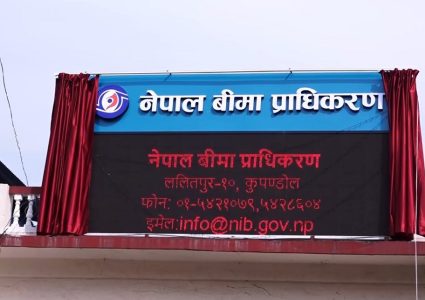 नेपाल बीमा प्राधिकरण
नेपाल बीमा प्राधिकरण
ललितपुर-१०, कुपण्डोल
फोन: ०१-५४२१०७९,५४२८६०४
इमेल:info@nib.gov.np